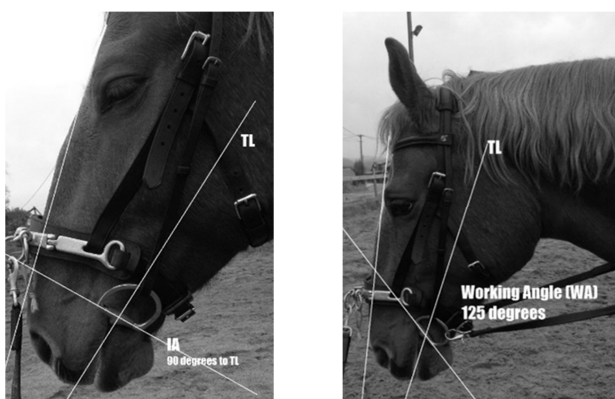 TL
IA
90 degrees to TL
TL
Working Angle (WA)
125 degrees